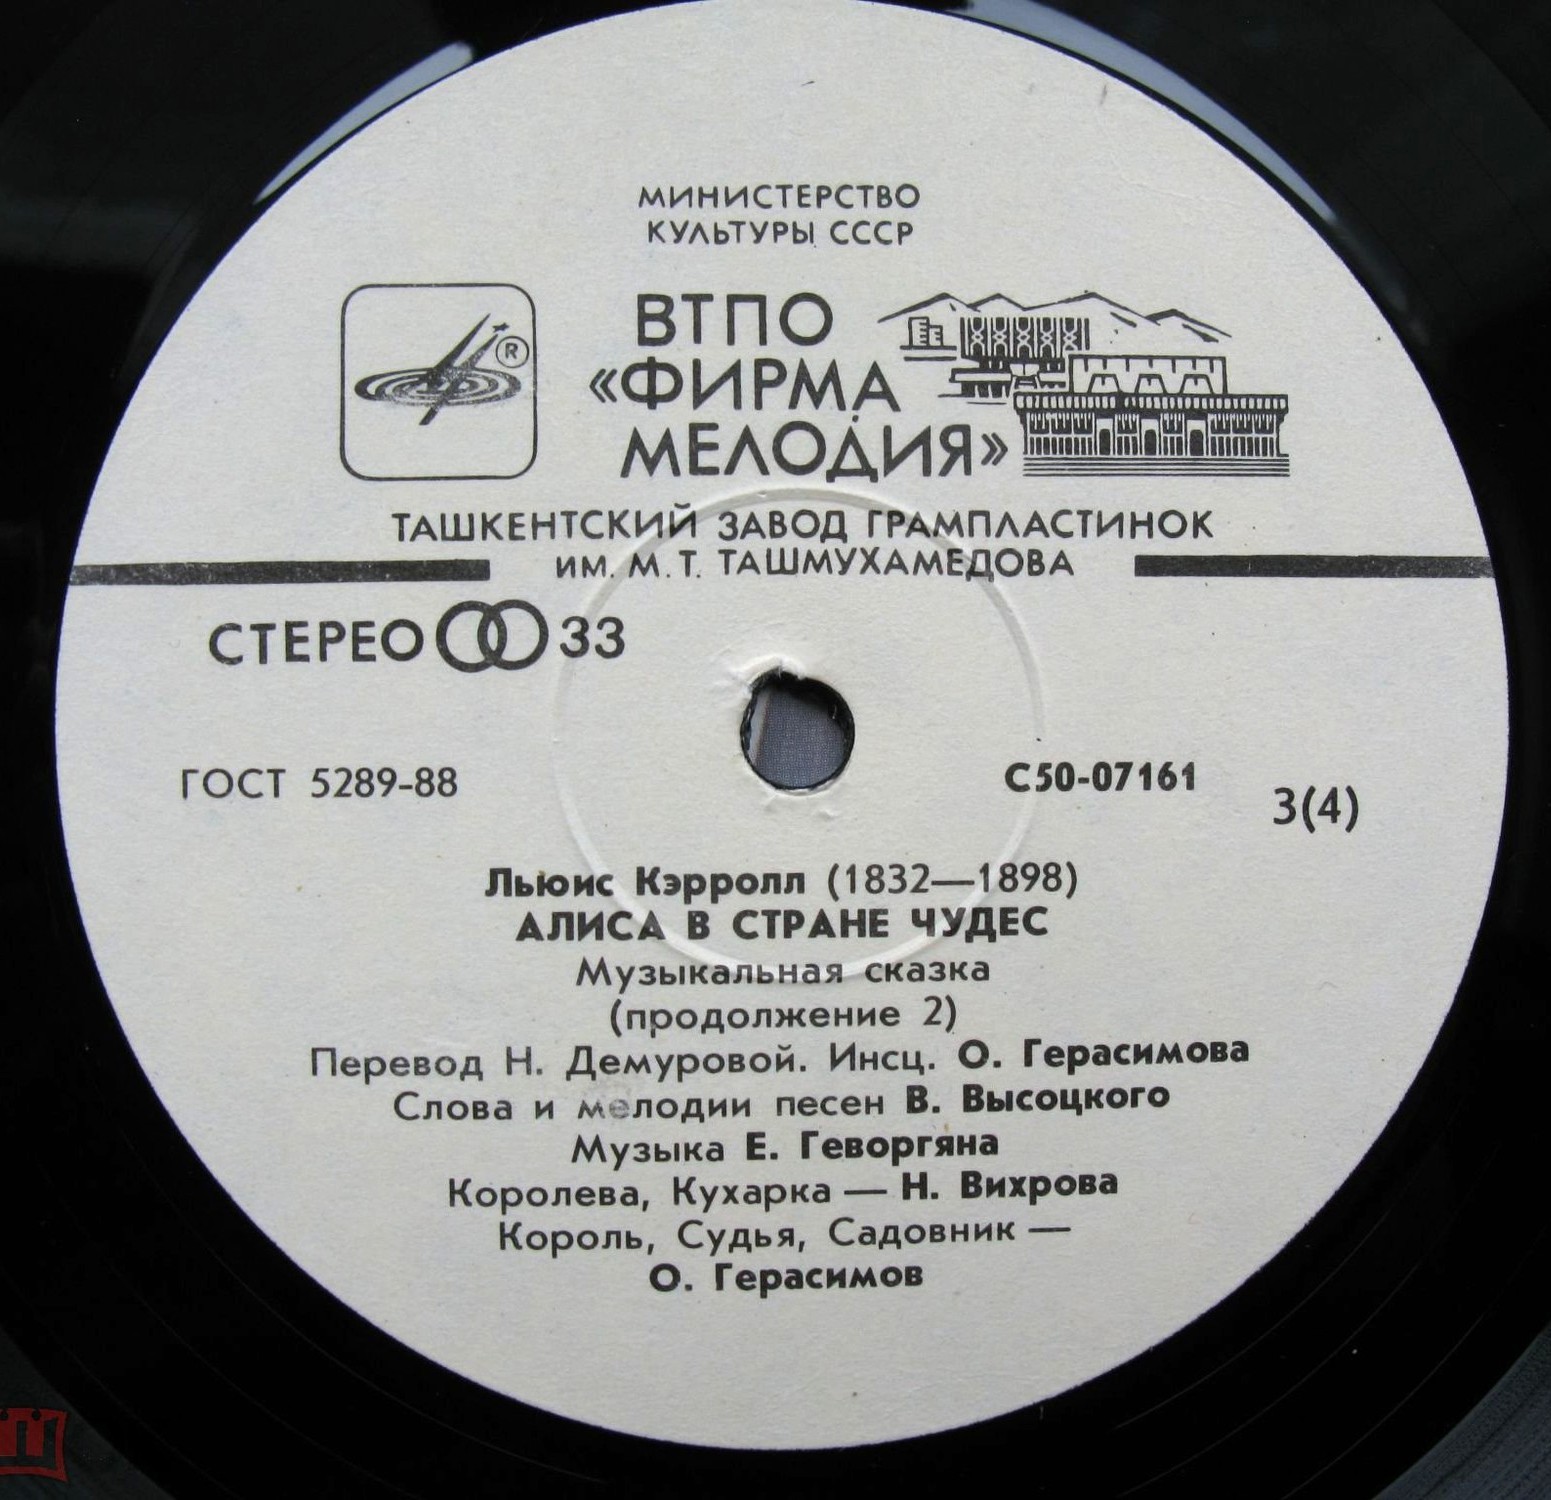 МИНИСТЕРСТВО
КУЛЬТУРЫ СССР
ВТПО
«ФИРМА
МЕЛОДИЯ»
®
ТАШКЕНТСКИЙ ЗАВОД ГРАМПЛАСТИНОК
ИМ. М. Т. ТАШМУХАМЕДОВА
СТЕРЕО 33
ГОСТ 5289-88
С50-07161
3(4)
Льюис Кэрролл (1832—1898)
АЛИСА В СТРАНЕ ЧУДЕС
Музыкальная сказка
(продолжение 2)
Перевод Н. Демуровой. Инсц. О. Герасимова
Слова и мелодии песен В. Высоцкого
Музыка Е. Геворгяна
Королева, Кухарка — Н. Вихрова
Король, Судья, Садовник —
О. Герасимов